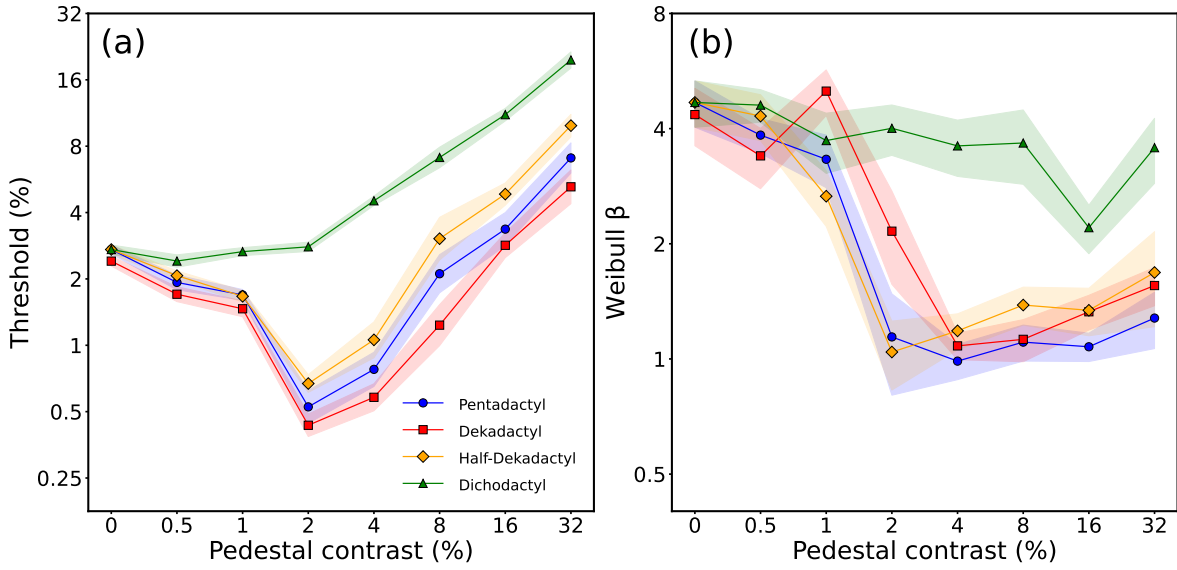 (a)
Threshold (%)
32
16
8
4
2
1
0.5
0.25
0 0.5 1 2 4 8 16 32
Pedestal contrast (%)
Pentadactyl
Dekadactyl
Half-Dekadactyl
Dichodactyl
(b)
Weibull β
8
4
2
1
0.5
0 0.5 1 2 4 8 16 32
Pedestal contrast (%)